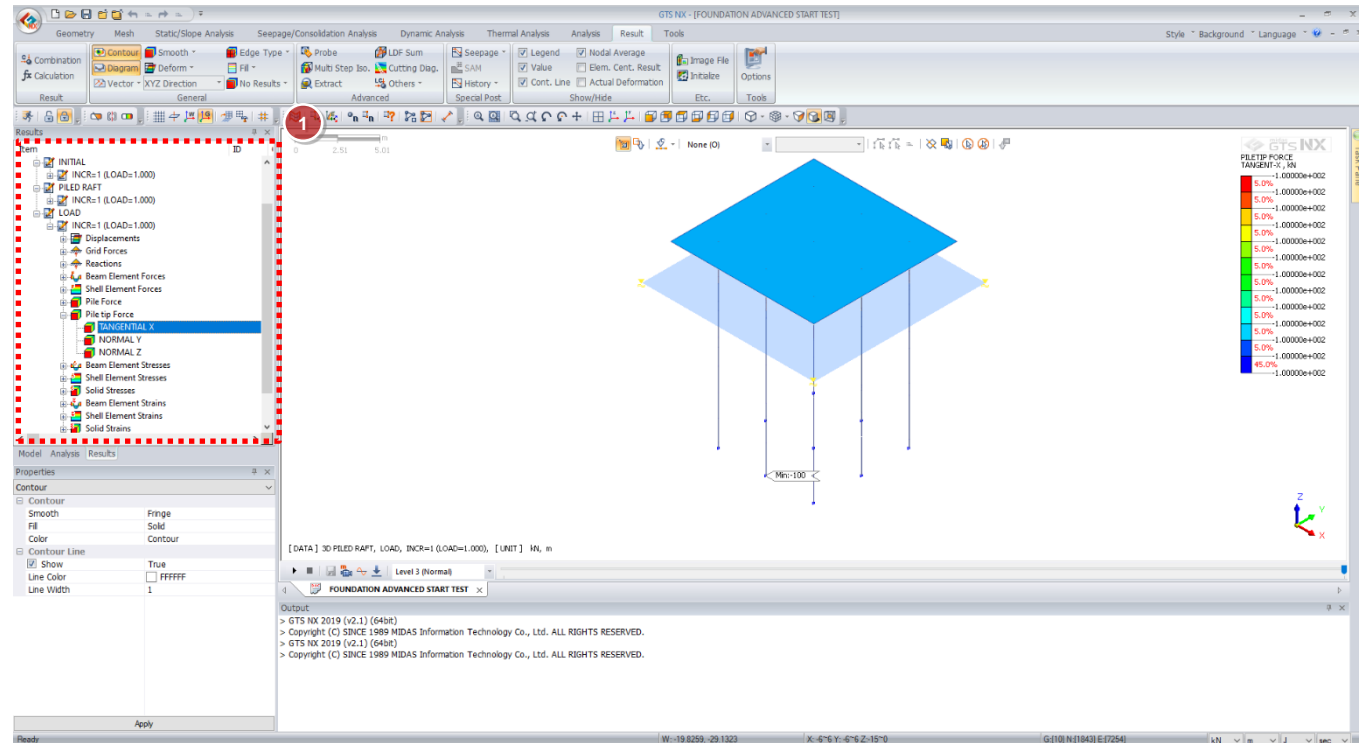 GTS NX - [FOUNDATION ADVANCED START TEST]
Geometry Mesh Static/Slope Analysis Seepage/Consolidation Analysis Dynamic Analysis Thermal Analysis Analysis Result Tools Style Background Language
Combination Contour Smooth Edge Type Probe LDF Sum Seepage Legend Nodal Average Image File
Calculation Diagram Deform Fill Multi Step Iso. Cutting Diag. SAM Value Elem. Cent. Result Initialize Options
Vector XYZ Direction No Results Extract Others History Cont. Line Actual Deformation
Result General Advanced Special Post Show/Hide Etc. Tools
1
Results
Item ID
INITIAL
INCR=1 (LOAD=1.000)
PILED RAFT
INCR=1 (LOAD=1.000)
LOAD
INCR=1 (LOAD=1.000)
Displacements
Grid Forces
Reactions
Beam Element Forces
Shell Element Forces
Pile Force
Pile tip Force
TANGENTIAL X
NORMAL Y
NORMAL Z
Beam Element Stresses
Shell Element Stresses
Solid Stresses
Beam Element Strains
Shell Element Strains
Solid Strains
Model Analysis Results
Properties
Contour
Contour
Smooth Fringe
Fill Solid
Color Contour
Contour Line
Show True
Line Color FFFFFF
Line Width 1
Apply
m
0 2.51 5.01
None (0)
GTS NX
PILETIP FORCE
TANGENT-X , kN
-1.00000e+002
5.0%
-1.00000e+002
5.0%
-1.00000e+002
5.0%
-1.00000e+002
5.0%
-1.00000e+002
5.0%
-1.00000e+002
5.0%
-1.00000e+002
5.0%
-1.00000e+002
5.0%
-1.00000e+002
5.0%
-1.00000e+002
5.0%
-1.00000e+002
5.0%
-1.00000e+002
45.0%
-1.00000e+002
Min:-100
Z
Y
X
[DATA] 3D PILED RAFT, LOAD, INCR=1 (LOAD=1.000), [UNIT] kN, m
Level 3 (Normal)
FOUNDATION ADVANCED START TEST
Output
> GTS NX 2019 (v2.1) (64bit)
> Copyright (C) SINCE 1989 MIDAS Information Technology Co., Ltd. ALL RIGHTS RESERVED.
> GTS NX 2019 (v2.1) (64bit)
> Copyright (C) SINCE 1989 MIDAS Information Technology Co., Ltd. ALL RIGHTS RESERVED.
Ready W: -19.8259, -29.1323 X: -6~6 Y: -6~6 Z:-15~0 G:[10] N:[1843] E:[7254] kN m J sec